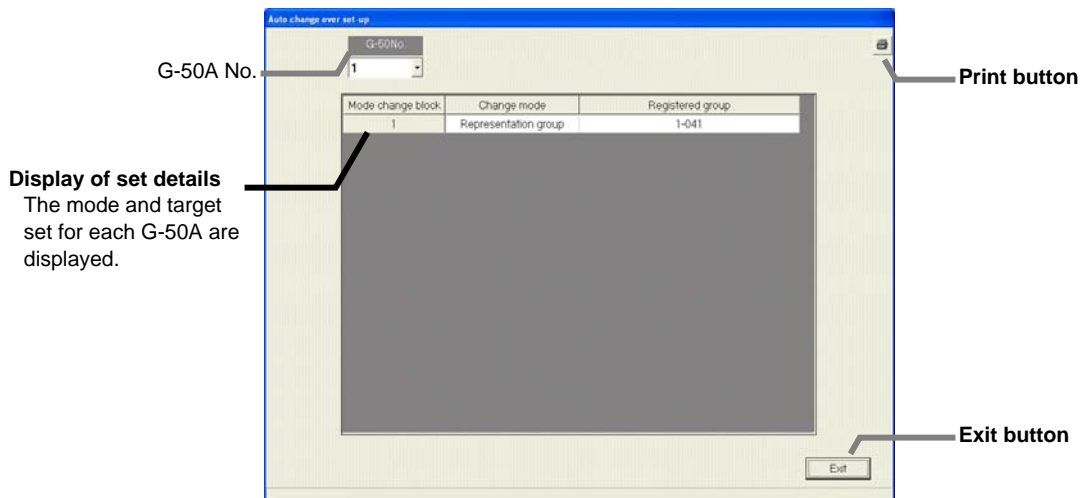 Auto change over set-up
G-50No.
G-50A No.
1
Print button
Mode change block
Change mode
Registered group
1
Representation group
1-041
Display of set details
The mode and target
set for each G-50A are
displayed.
Exit button
Exit